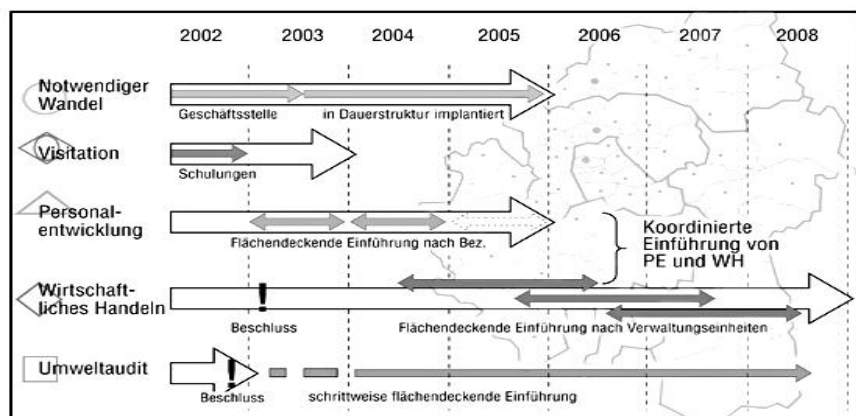 2002 2003 2004 2005 2006 2007 2008
Notwendiger
Wandel
Geschäftsstelle in Dauerstruktur implantiert
Visitation
Schulungen
Personal-
entwicklung
Flächendeckende Einführung nach Bez.
Koordinierte
Einführung von
PE und WH
Wirtschaft-
liches Handeln
!
Beschluss Flächendeckende Einführung nach Verwaltungseinheiten
Umweltaudit
!
Beschluss schrittweise flächendeckende Einführung